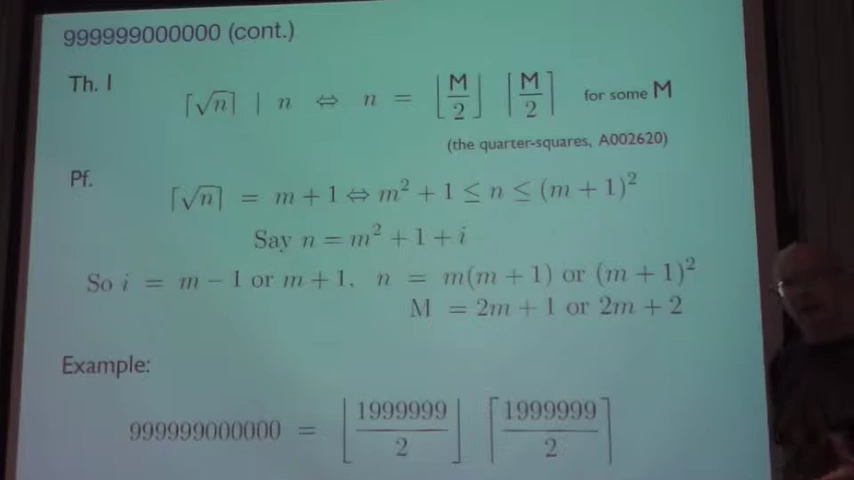 999999000000 (cont.)
Th. I ⌈√n⌉ | n ⇔ n = ⌊M/2⌋ ⌈M/2⌉ for some M
(the quarter-squares, A002620)
Pf. ⌈√n⌉ = m + 1 ⇔ m² + 1 ≤ n ≤ (m + 1)²
Say n = m² + 1 + i
So i = m − 1 or m + 1, n = m(m + 1) or (m + 1)²
M = 2m + 1 or 2m + 2
Example:
999999000000 = ⌊1999999/2⌋ ⌈1999999/2⌉